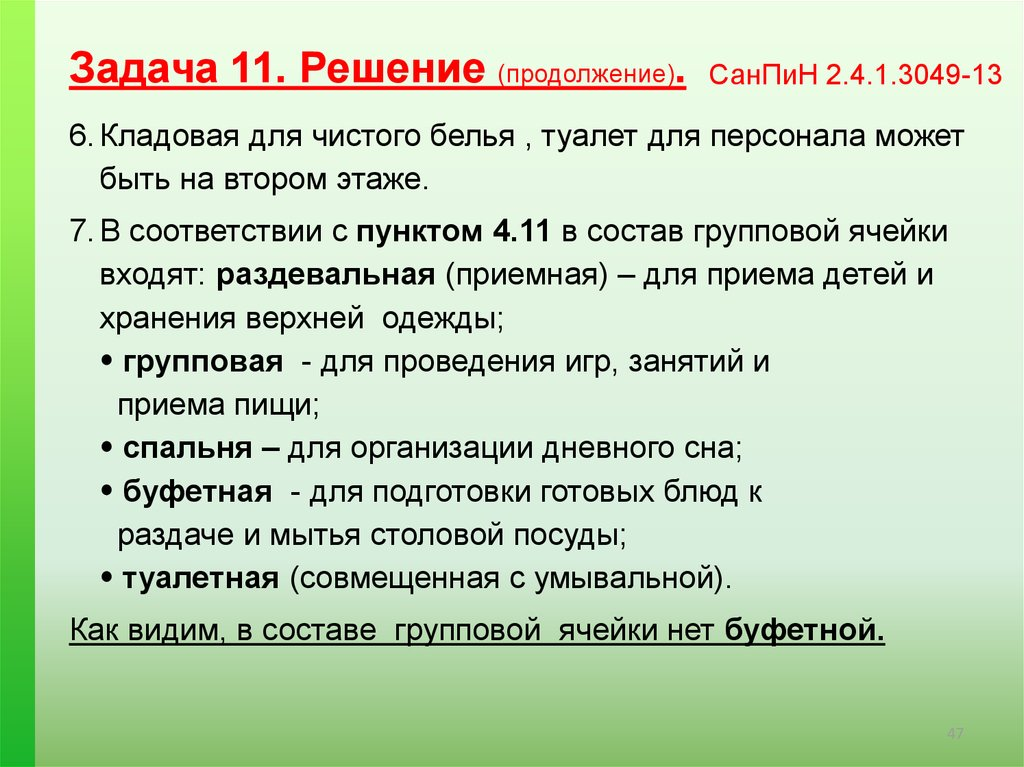 Задача 11. Решение (продолжение). СанПиН 2.4.1.3049-13
6. Кладовая для чистого белья , туалет для персонала может
быть на втором этаже.
7. В соответствии с пунктом 4.11 в состав групповой ячейки
входят: раздевальная (приемная) – для приема детей и
хранения верхней одежды;
• групповая - для проведения игр, занятий и
приема пищи;
• спальня – для организации дневного сна;
• буфетная - для подготовки готовых блюд к
раздаче и мытья столовой посуды;
• туалетная (совмещенная с умывальной).
Как видим, в составе групповой ячейки нет буфетной.
47